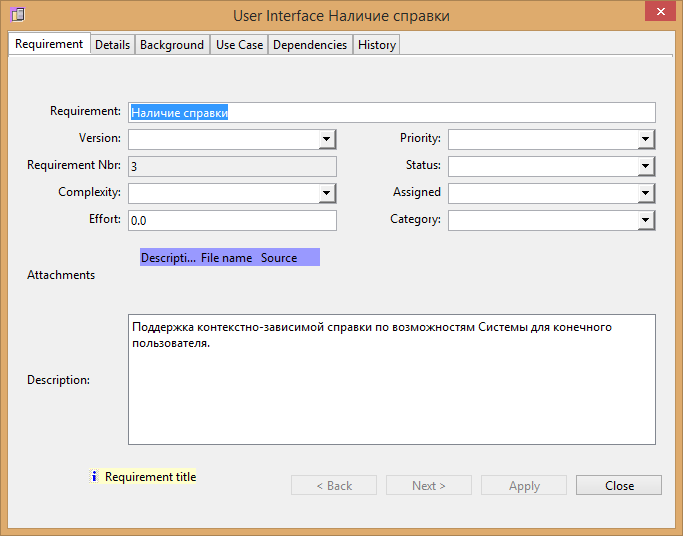 User Interface Наличие справки
Requirement Details Background Use Case Dependencies History
Requirement: Наличие справки
Version: Priority:
Requirement Nbr: 3 Status:
Complexity: Assigned
Effort: 0.0 Category:
Descripti... File name Source
Attachments
Поддержка контекстно-зависимой справки по возможностям Системы для конечного
пользователя.
Description:
i Requirement title
< Back Next > Apply Close